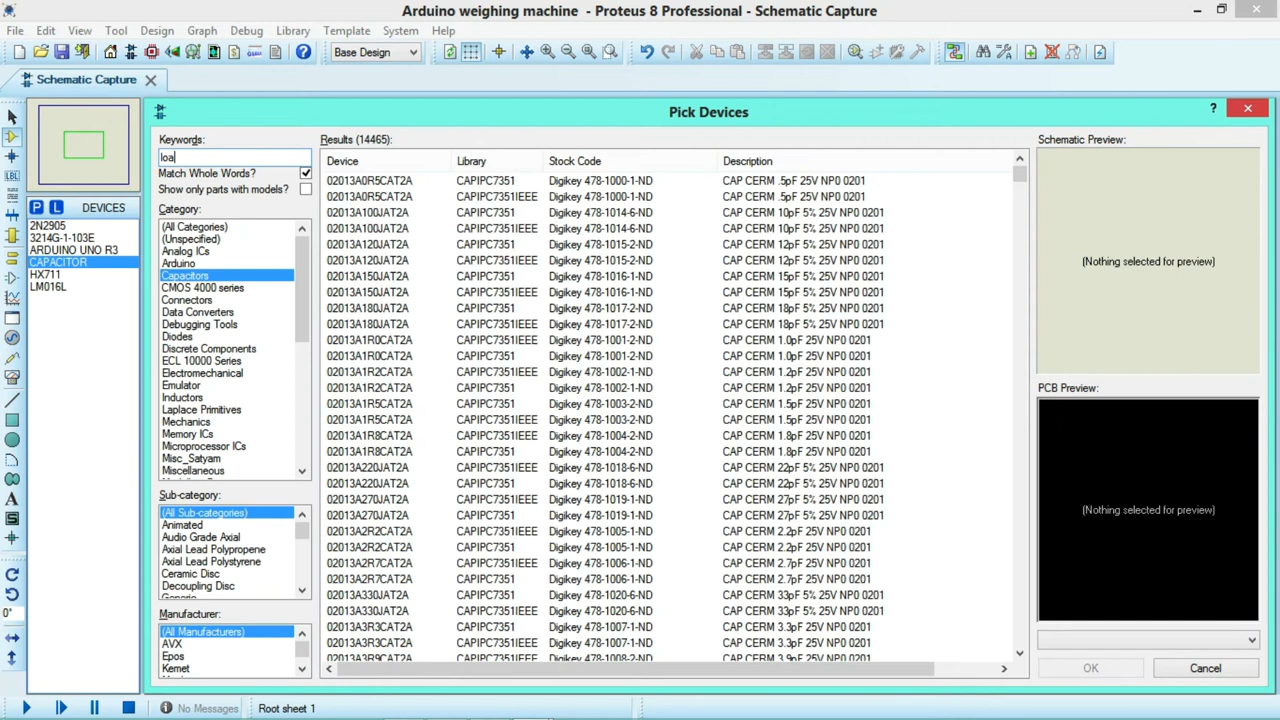 Arduino weighing machine - Proteus 8 Professional - Schematic Capture
File Edit View Tool Design Graph Debug Library Template System Help
Base Design
Schematic Capture
Pick Devices
Keywords:
loa
Match Whole Words?
Show only parts with models?
Category:
(All Categories)
(Unspecified)
Analog ICs
Arduino
Capacitors
CMOS 4000 series
Connectors
Data Converters
Debugging Tools
Diodes
Discrete Components
ECL 10000 Series
Electromechanical
Emulator
Inductors
Laplace Primitives
Mechanics
Memory ICs
Microprocessor ICs
Misc_Satyam
Miscellaneous
Sub-category:
(All Sub-categories)
Animated
Audio Grade Axial
Axial Lead Polypropene
Axial Lead Polystyrene
Ceramic Disc
Decoupling Disc
Generic
Manufacturer:
(All Manufacturers)
AVX
Epos
Kemet
P L DEVICES
2N2905
3214G-1-103E
ARDUINO UNO R3
CAPACITOR
HX711
LM016L
LBL
A
S
0°
Results (14465):
Device Library Stock Code Description
02013A0R5CAT2A CAPIPC7351 Digikey 478-1000-1-ND CAP CERM .5pF 25V NP0 0201
02013A0R5CAT2A CAPIPC7351IEEE Digikey 478-1000-1-ND CAP CERM .5pF 25V NP0 0201
02013A100JAT2A CAPIPC7351 Digikey 478-1014-6-ND CAP CERM 10pF 5% 25V NP0 0201
02013A100JAT2A CAPIPC7351IEEE Digikey 478-1014-6-ND CAP CERM 10pF 5% 25V NP0 0201
02013A120JAT2A CAPIPC7351IEEE Digikey 478-1015-2-ND CAP CERM 12pF 5% 25V NP0 0201
02013A120JAT2A CAPIPC7351 Digikey 478-1015-2-ND CAP CERM 12pF 5% 25V NP0 0201
02013A150JAT2A CAPIPC7351IEEE Digikey 478-1016-1-ND CAP CERM 15pF 5% 25V NP0 0201
02013A150JAT2A CAPIPC7351 Digikey 478-1016-1-ND CAP CERM 15pF 5% 25V NP0 0201
02013A180JAT2A CAPIPC7351 Digikey 478-1017-2-ND CAP CERM 18pF 5% 25V NP0 0201
02013A180JAT2A CAPIPC7351IEEE Digikey 478-1017-2-ND CAP CERM 18pF 5% 25V NP0 0201
02013A1R0CAT2A CAPIPC7351IEEE Digikey 478-1001-2-ND CAP CERM 1.0pF 25V NP0 0201
02013A1R0CAT2A CAPIPC7351 Digikey 478-1001-2-ND CAP CERM 1.0pF 25V NP0 0201
02013A1R2CAT2A CAPIPC7351 Digikey 478-1002-1-ND CAP CERM 1.2pF 25V NP0 0201
02013A1R2CAT2A CAPIPC7351IEEE Digikey 478-1002-1-ND CAP CERM 1.2pF 25V NP0 0201
02013A1R5CAT2A CAPIPC7351 Digikey 478-1003-2-ND CAP CERM 1.5pF 25V NP0 0201
02013A1R5CAT2A CAPIPC7351IEEE Digikey 478-1003-2-ND CAP CERM 1.5pF 25V NP0 0201
02013A1R8CAT2A CAPIPC7351IEEE Digikey 478-1004-2-ND CAP CERM 1.8pF 25V NP0 0201
02013A1R8CAT2A CAPIPC7351 Digikey 478-1004-2-ND CAP CERM 1.8pF 25V NP0 0201
02013A220JAT2A CAPIPC7351 Digikey 478-1018-6-ND CAP CERM 22pF 5% 25V NP0 0201
02013A220JAT2A CAPIPC7351IEEE Digikey 478-1018-6-ND CAP CERM 22pF 5% 25V NP0 0201
02013A270JAT2A CAPIPC7351IEEE Digikey 478-1019-1-ND CAP CERM 27pF 5% 25V NP0 0201
02013A270JAT2A CAPIPC7351 Digikey 478-1019-1-ND CAP CERM 27pF 5% 25V NP0 0201
02013A2R2CAT2A CAPIPC7351IEEE Digikey 478-1005-1-ND CAP CERM 2.2pF 25V NP0 0201
02013A2R2CAT2A CAPIPC7351 Digikey 478-1005-1-ND CAP CERM 2.2pF 25V NP0 0201
02013A2R7CAT2A CAPIPC7351 Digikey 478-1006-1-ND CAP CERM 2.7pF 25V NP0 0201
02013A2R7CAT2A CAPIPC7351IEEE Digikey 478-1006-1-ND CAP CERM 2.7pF 25V NP0 0201
02013A330JAT2A CAPIPC7351 Digikey 478-1020-6-ND CAP CERM 33pF 5% 25V NP0 0201
02013A330JAT2A CAPIPC7351IEEE Digikey 478-1020-6-ND CAP CERM 33pF 5% 25V NP0 0201
02013A3R3CAT2A CAPIPC7351 Digikey 478-1007-1-ND CAP CERM 3.3pF 25V NP0 0201
02013A3R3CAT2A CAPIPC7351IEEE Digikey 478-1007-1-ND CAP CERM 3.3pF 25V NP0 0201
02013A3R9CAT2A CAPIPC7351IEEE Digikey 478-1008-2-ND CAP CERM 3.9pF 25V NP0 0201
Schematic Preview:
(Nothing selected for preview)
PCB Preview:
(Nothing selected for preview)
OK Cancel
No Messages Root sheet 1